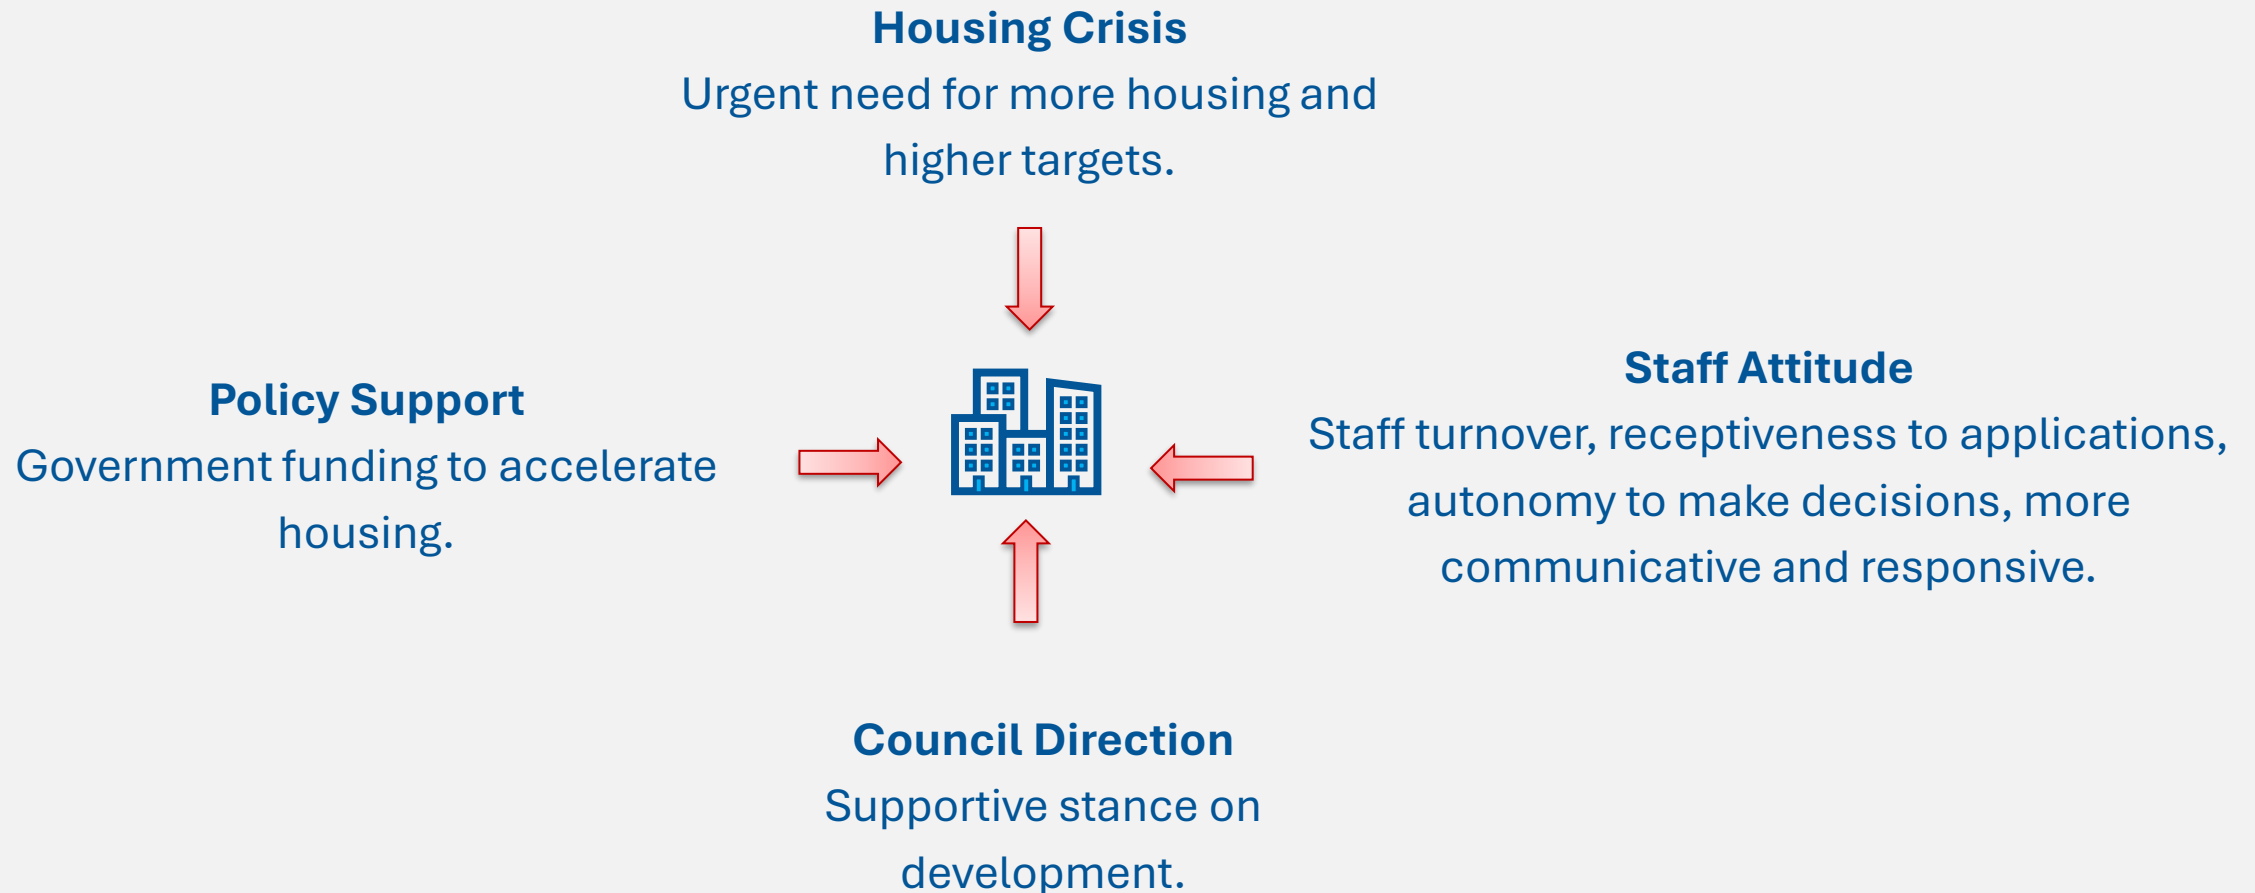 Housing Crisis
Urgent need for more housing and
higher targets.
Policy Support
Government funding to accelerate
housing.
Staff Attitude
Staff turnover, receptiveness to applications,
autonomy to make decisions, more
communicative and responsive.
Council Direction
Supportive stance on
development.